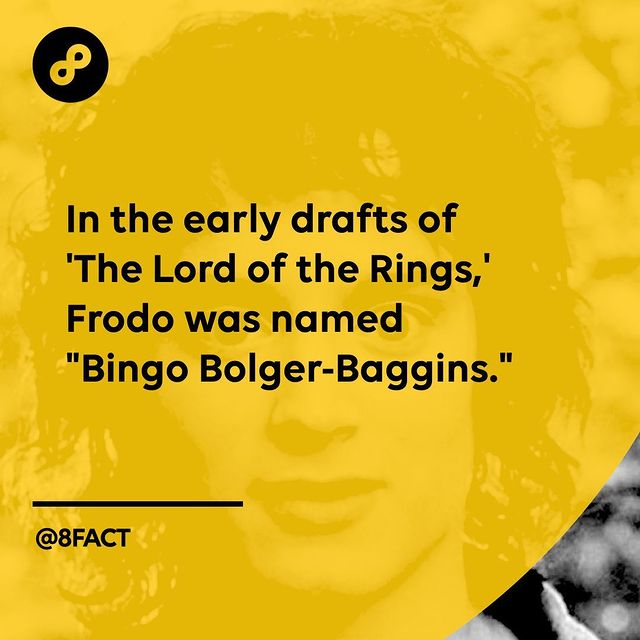 In the early drafts of
'The Lord of the Rings,'
Frodo was named
"Bingo Bolger-Baggins."
@8FACT